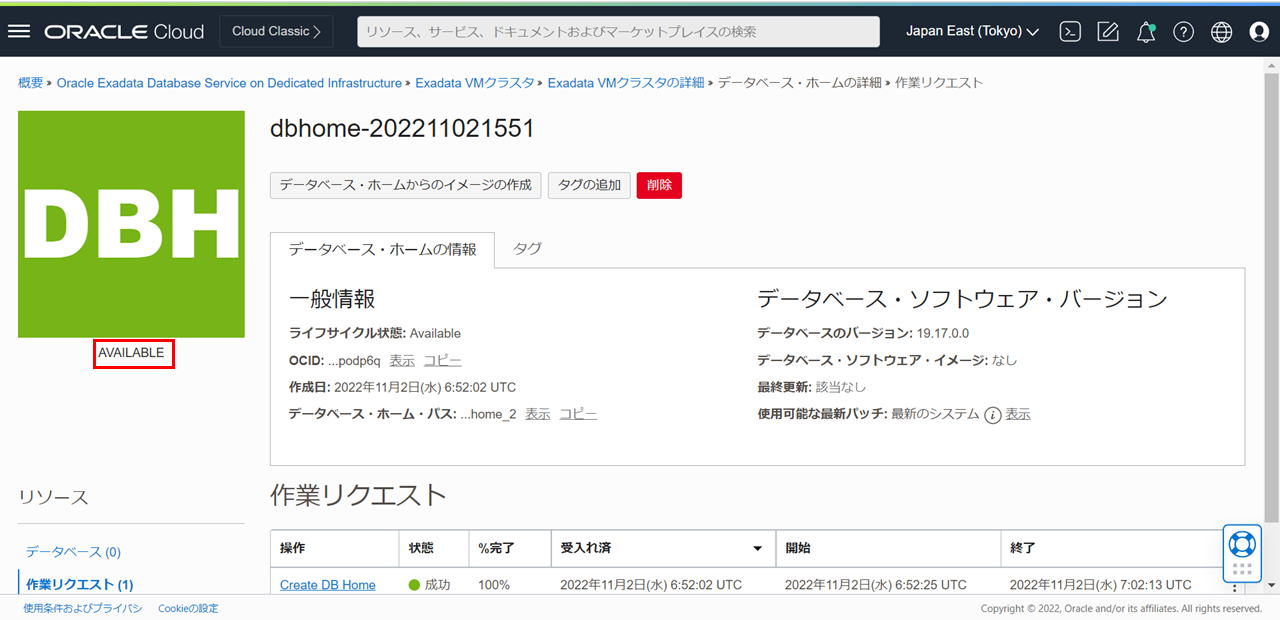 ORACLE Cloud
Cloud Classic
リソース、サービス、ドキュメントおよびマーケットプレイスの検索
Japan East (Tokyo)
概要 » Oracle Exadata Database Service on Dedicated Infrastructure » Exadata VMクラスタ » Exadata VMクラスタの詳細 » データベース・ホームの詳細 » 作業リクエスト
DBH
AVAILABLE
dbhome-202211021551
データベース・ホームからのイメージの作成 タグの追加 削除
データベース・ホームの情報 タグ
一般情報
ライフサイクル状態: Available
OCID: ...podp6q 表示 コピー
作成日: 2022年11月2日(水) 6:52:02 UTC
データベース・ホーム・パス: ...home_2 表示 コピー
データベース・ソフトウェア・バージョン
データベースのバージョン: 19.17.0.0
データベース・ソフトウェア・イメージ: なし
最終更新: 該当なし
使用可能な最新パッチ: 最新のシステム i 表示
リソース
データベース (0)
作業リクエスト (1)
作業リクエスト
操作 状態 %完了 受入れ済 開始 終了
Create DB Home 成功 100% 2022年11月2日(水) 6:52:02 UTC 2022年11月2日(水) 6:52:25 UTC 2022年11月2日(水) 7:02:13 UTC
使用条件およびプライバシ Cookieの設定
Copyright © 2022, Oracle and/or its affiliates. All rights reserved.